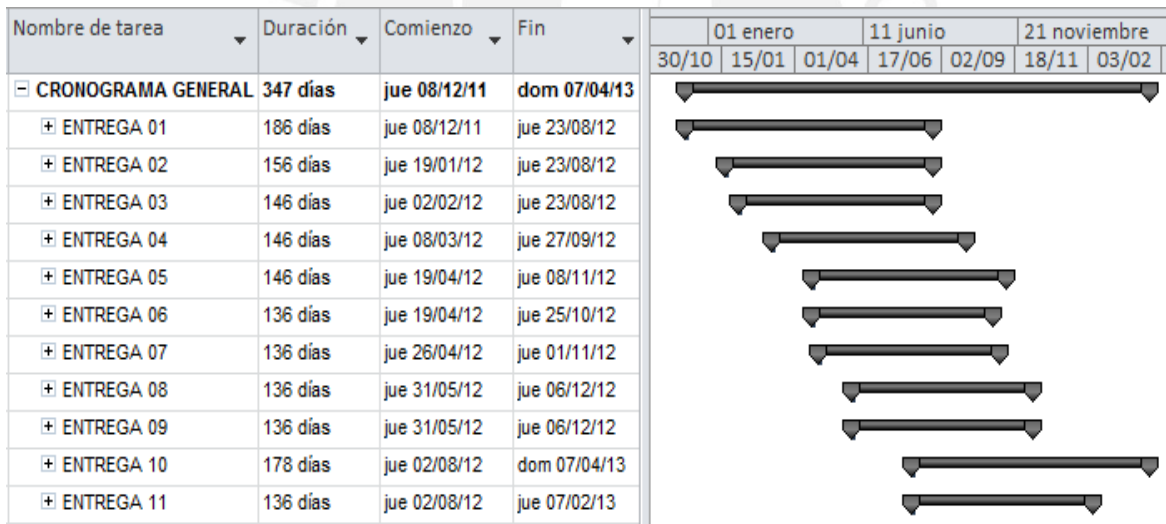 Nombre de tarea Duración Comienzo Fin
01 enero 11 junio 21 noviembre
30/10 15/01 01/04 17/06 02/09 18/11 03/02
CRONOGRAMA GENERAL 347 días jue 08/12/11 dom 07/04/13
ENTREGA 01 186 días jue 08/12/11 jue 23/08/12
ENTREGA 02 156 días jue 19/01/12 jue 23/08/12
ENTREGA 03 146 días jue 02/02/12 jue 23/08/12
ENTREGA 04 146 días jue 08/03/12 jue 27/09/12
ENTREGA 05 146 días jue 19/04/12 jue 08/11/12
ENTREGA 06 136 días jue 19/04/12 jue 25/10/12
ENTREGA 07 136 días jue 26/04/12 jue 01/11/12
ENTREGA 08 136 días jue 31/05/12 jue 06/12/12
ENTREGA 09 136 días jue 31/05/12 jue 06/12/12
ENTREGA 10 178 días jue 02/08/12 dom 07/04/13
ENTREGA 11 136 días jue 02/08/12 jue 07/02/13